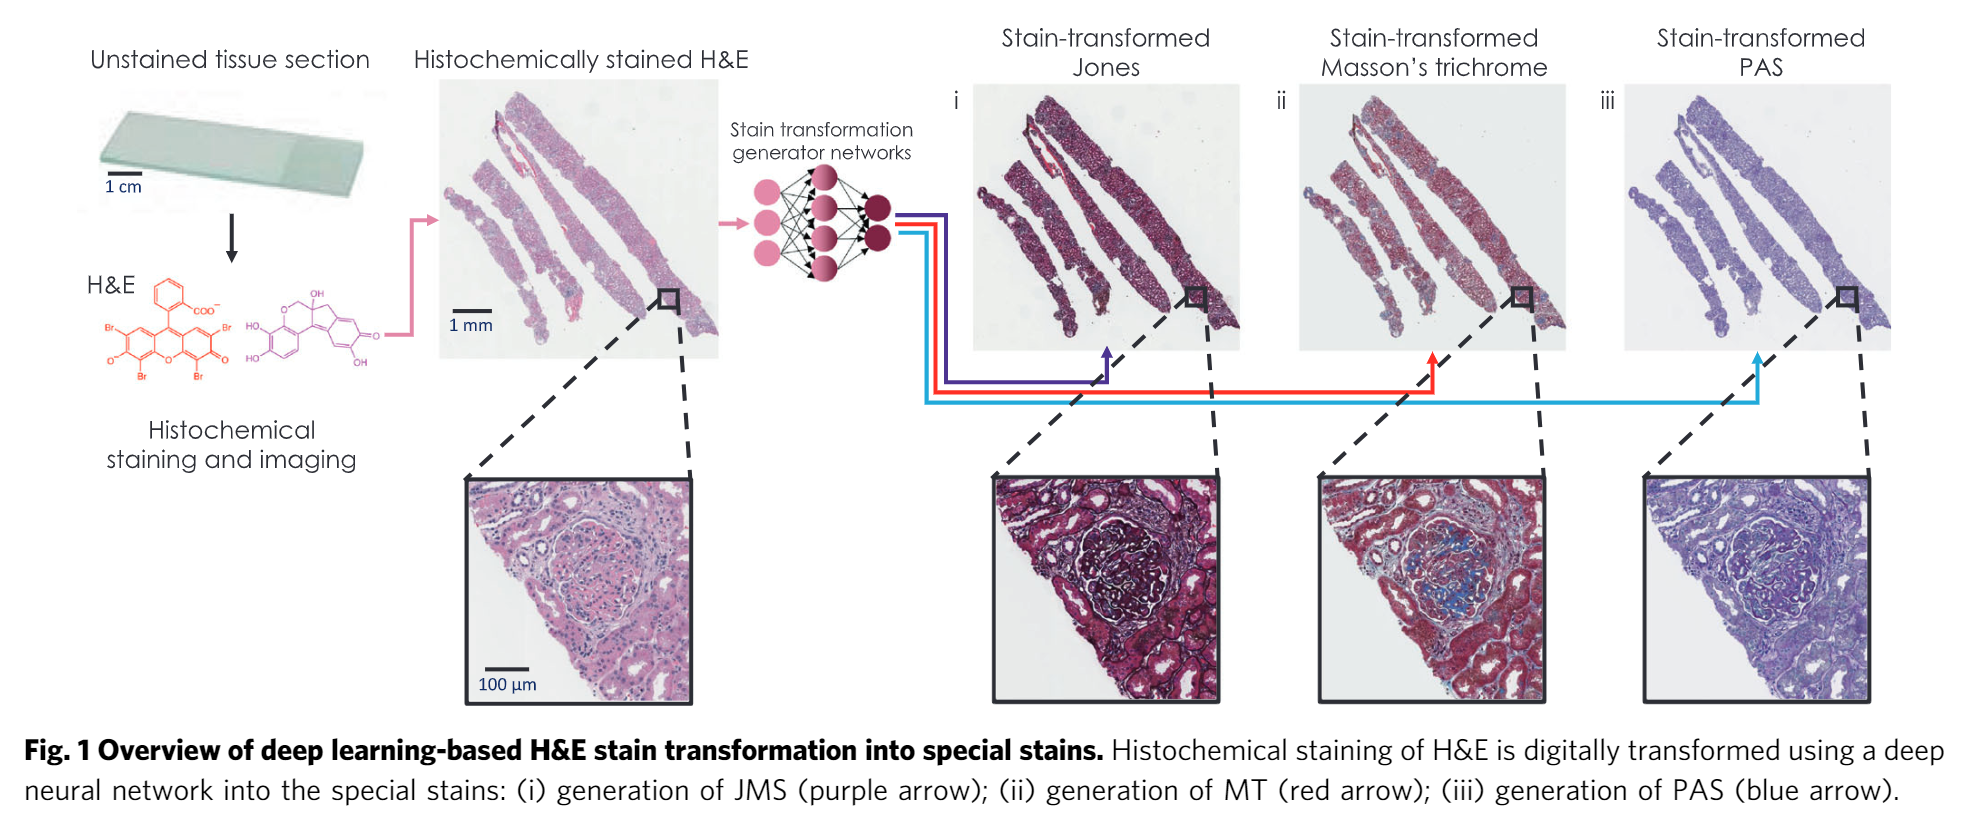 Unstained tissue section
1 cm
H&E
COO⁻
Br
Br
O⁻
O
O
Br
Br
OH
O
HO
HO
O
OH
Histochemical
staining and imaging
Histochemically stained H&E
1 mm
100 µm
Stain transformation
generator networks
Stain-transformed
Jones
i
Stain-transformed
Masson’s trichrome
ii
Stain-transformed
PAS
iii
Fig. 1 Overview of deep learning-based H&E stain transformation into special stains. Histochemical staining of H&E is digitally transformed using a deep
neural network into the special stains: (i) generation of JMS (purple arrow); (ii) generation of MT (red arrow); (iii) generation of PAS (blue arrow).